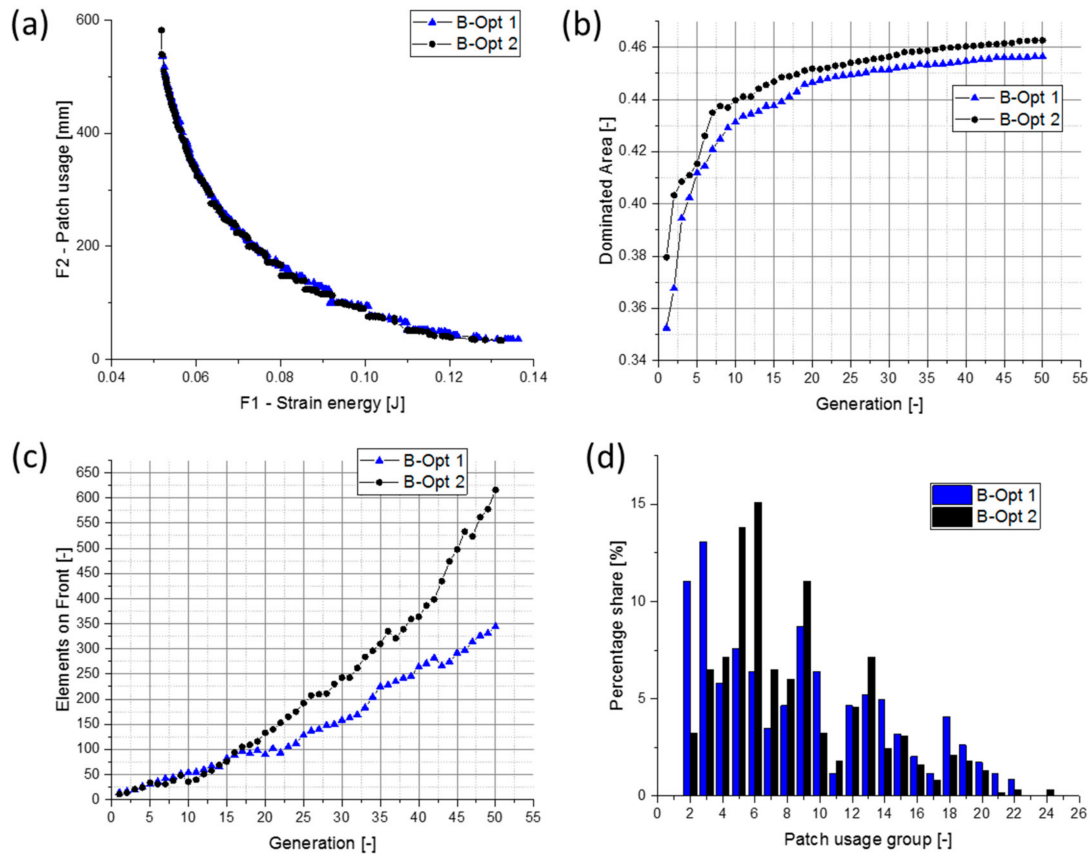 (a)
B-Opt 1
B-Opt 2
600
400
200
0
F2 - Patch usage [mm]
0.04 0.06 0.08 0.10 0.12 0.14
F1 - Strain energy [J]
(b)
0.46
0.44
0.42
0.40
0.38
0.36
0.34
Dominated Area [-]
B-Opt 1
B-Opt 2
0 5 10 15 20 25 30 35 40 45 50 55
Generation [-]
(c)
B-Opt 1
B-Opt 2
650
600
550
500
450
400
350
300
250
200
150
100
50
0
Elements on Front [-]
0 5 10 15 20 25 30 35 40 45 50 55
Generation [-]
(d)
B-Opt 1
B-Opt 2
15
10
5
0
Percentage share [%]
0 2 4 6 8 10 12 14 16 18 20 22 24 26
Patch usage group [-]